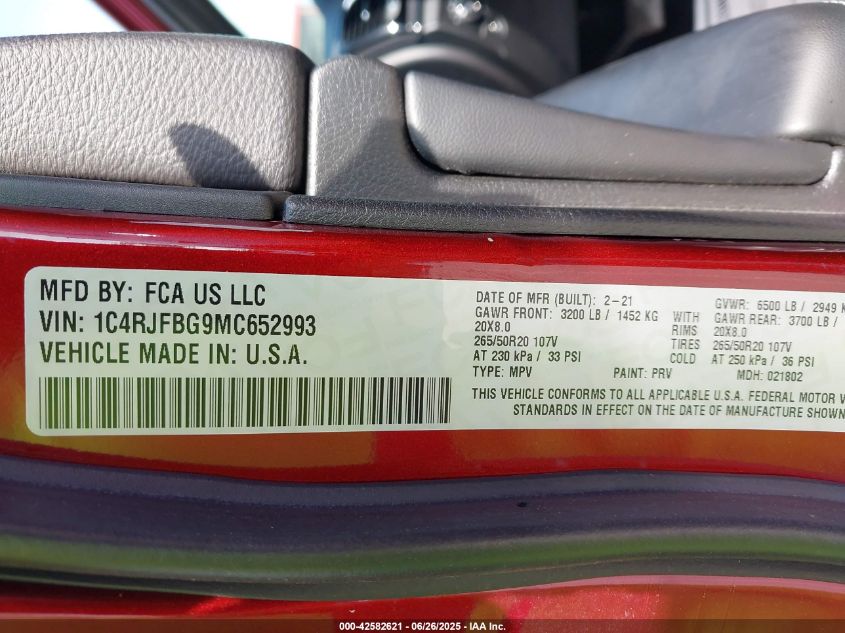 MFD BY: FCA US LLC
VIN: 1C4RJFBG9MC652993
VEHICLE MADE IN: U.S.A.
DATE OF MFR (BUILT): 2-21
GAWR FRONT: 3200 LB / 1452 KG
20X8.0
265/50R20 107V
AT 230 kPa / 33 PSI
TYPE: MPV
WITH
RIMS
TIRES
COLD
GVWR: 6500 LB / 2949 K
GAWR REAR: 3700 LB /
20X8.0
265/50R20 107V
AT 250 kPa / 36 PSI
PAINT: PRV MDH: 021802
THIS VEHICLE CONFORMS TO ALL APPLICABLE U.S.A. FEDERAL MOTOR V
STANDARDS IN EFFECT ON THE DATE OF MANUFACTURE SHOWN
000-42582621 - 06/26/2025 - IAA Inc.